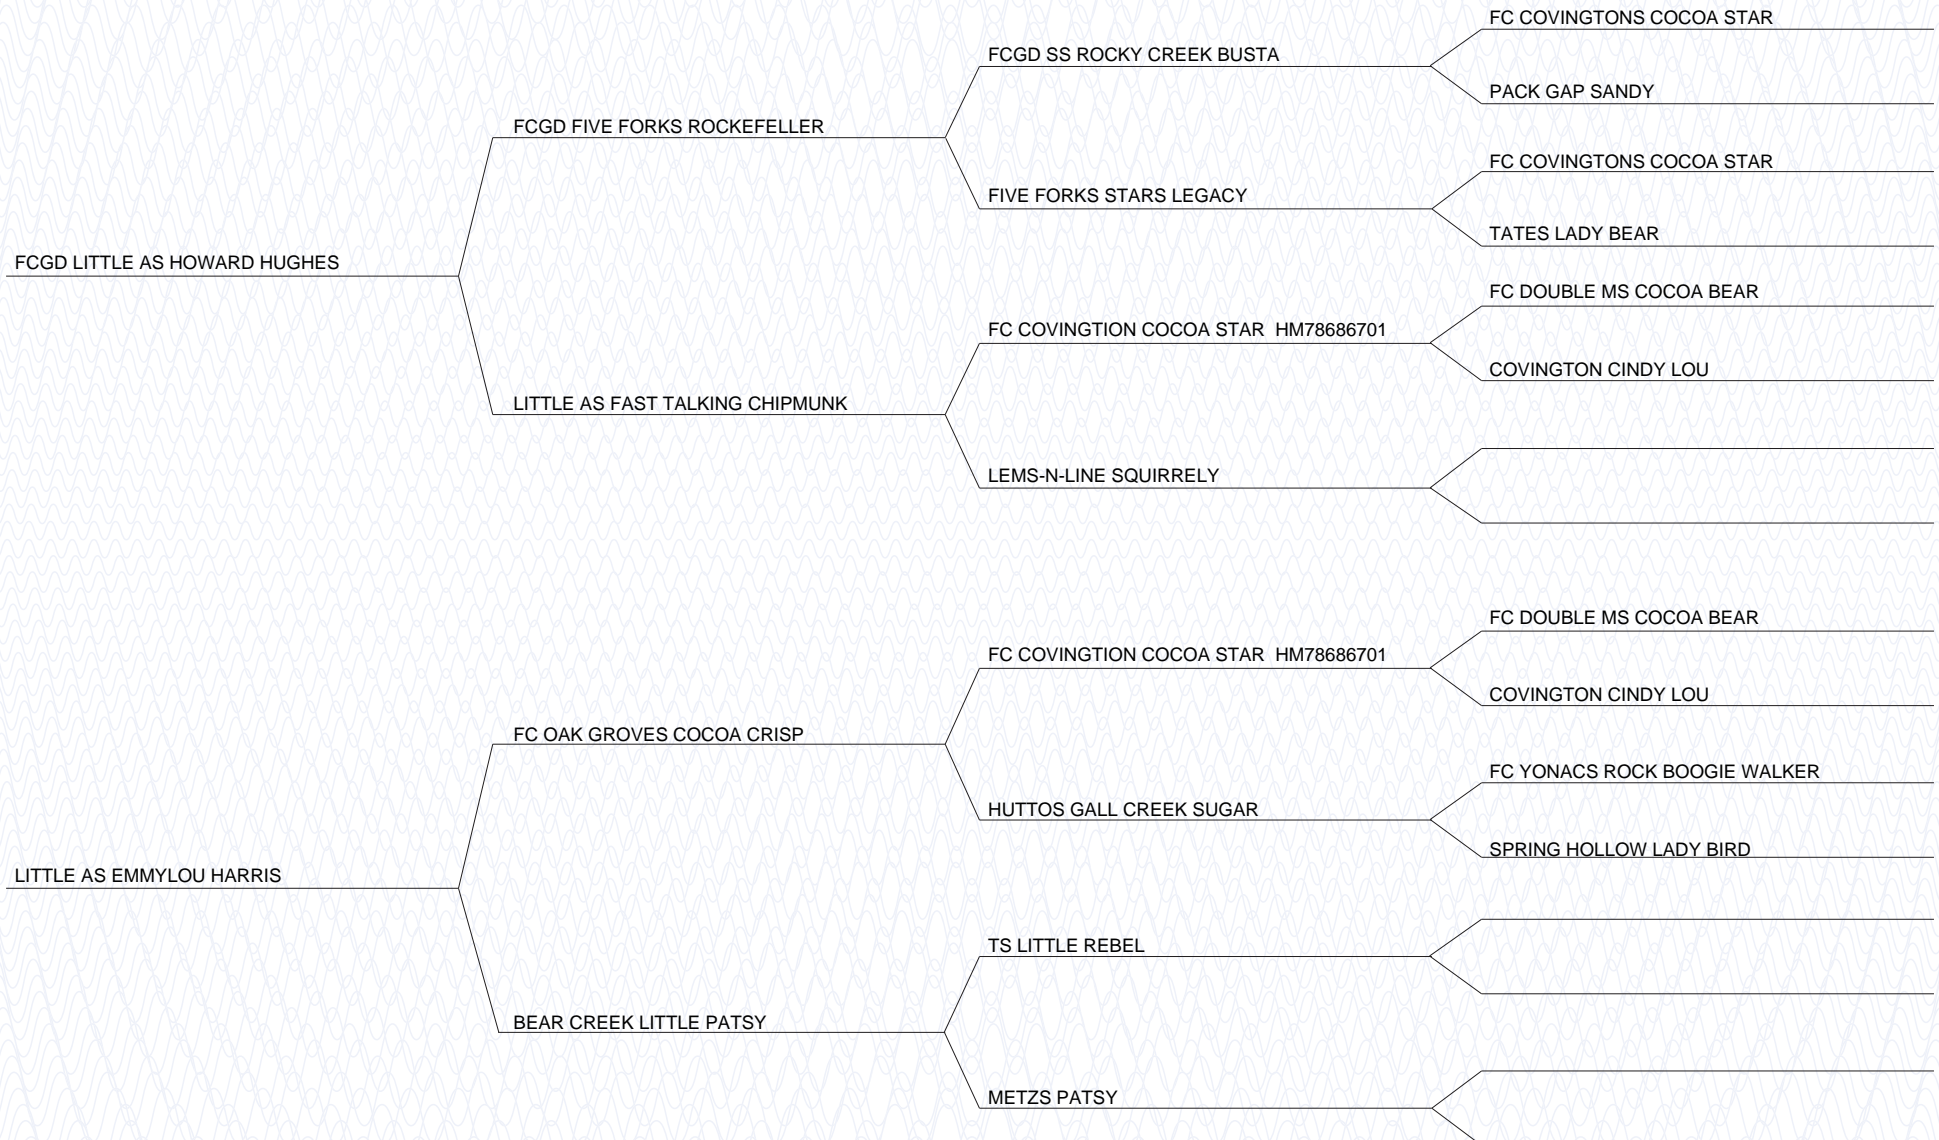 FC COVINGTONS COCOA STAR
FCGD SS ROCKY CREEK BUSTA
PACK GAP SANDY
FCGD FIVE FORKS ROCKEFELLER
FC COVINGTONS COCOA STAR
FIVE FORKS STARS LEGACY
TATES LADY BEAR
FCGD LITTLE AS HOWARD HUGHES
FC DOUBLE MS COCOA BEAR
FC COVINGTION COCOA STAR  HM78686701
COVINGTON CINDY LOU
LITTLE AS FAST TALKING CHIPMUNK
LEMS-N-LINE SQUIRRELY
FC DOUBLE MS COCOA BEAR
FC COVINGTION COCOA STAR  HM78686701
COVINGTON CINDY LOU
FC OAK GROVES COCOA CRISP
FC YONACS ROCK BOOGIE WALKER
HUTTOS GALL CREEK SUGAR
SPRING HOLLOW LADY BIRD
LITTLE AS EMMYLOU HARRIS
TS LITTLE REBEL
BEAR CREEK LITTLE PATSY
METZS PATSY